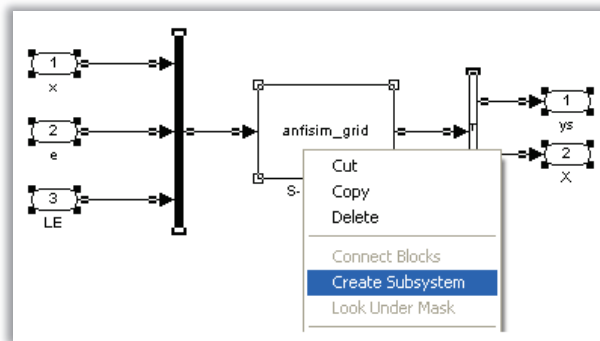 1
x
2
e
3
LE
anfisim_grid
S-
1
ys
2
X
Cut
Copy
Delete
Connect Blocks
Create Subsystem
Look Under Mask